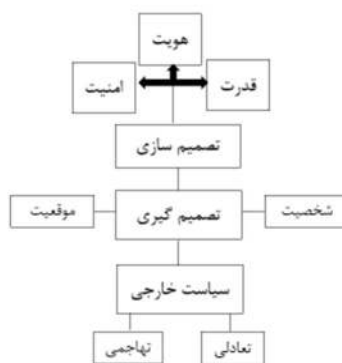 هویت
قدرت
امنیت
تصمیم سازی
شخصیت
تصمیم گیری
موقعیت
سیاست خارجی
تعادلی
تهاجمی